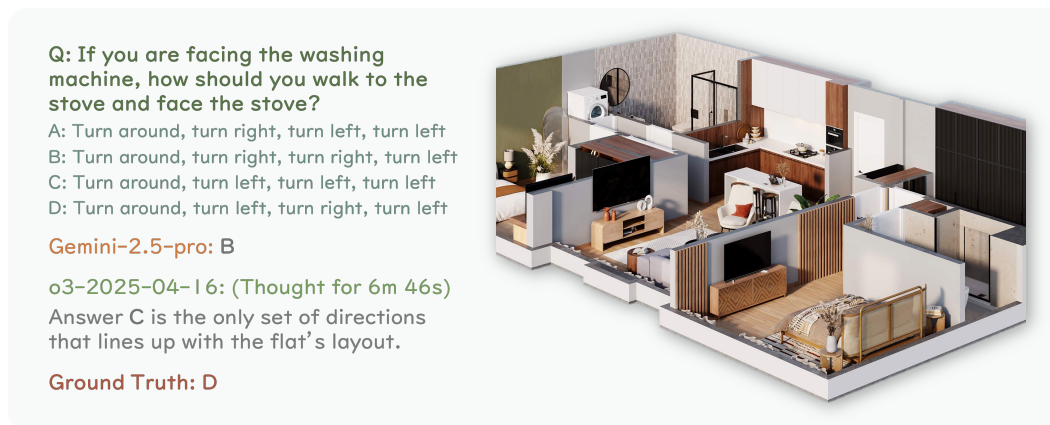 Q: If you are facing the washing
machine, how should you walk to the
stove and face the stove?
A: Turn around, turn right, turn left, turn left
B: Turn around, turn right, turn right, turn left
C: Turn around, turn left, turn left, turn left
D: Turn around, turn left, turn right, turn left
Gemini-2.5-pro: B
o3-2025-04-16: (Thought for 6m 46s)
Answer C is the only set of directions
that lines up with the flat's layout.
Ground Truth: D